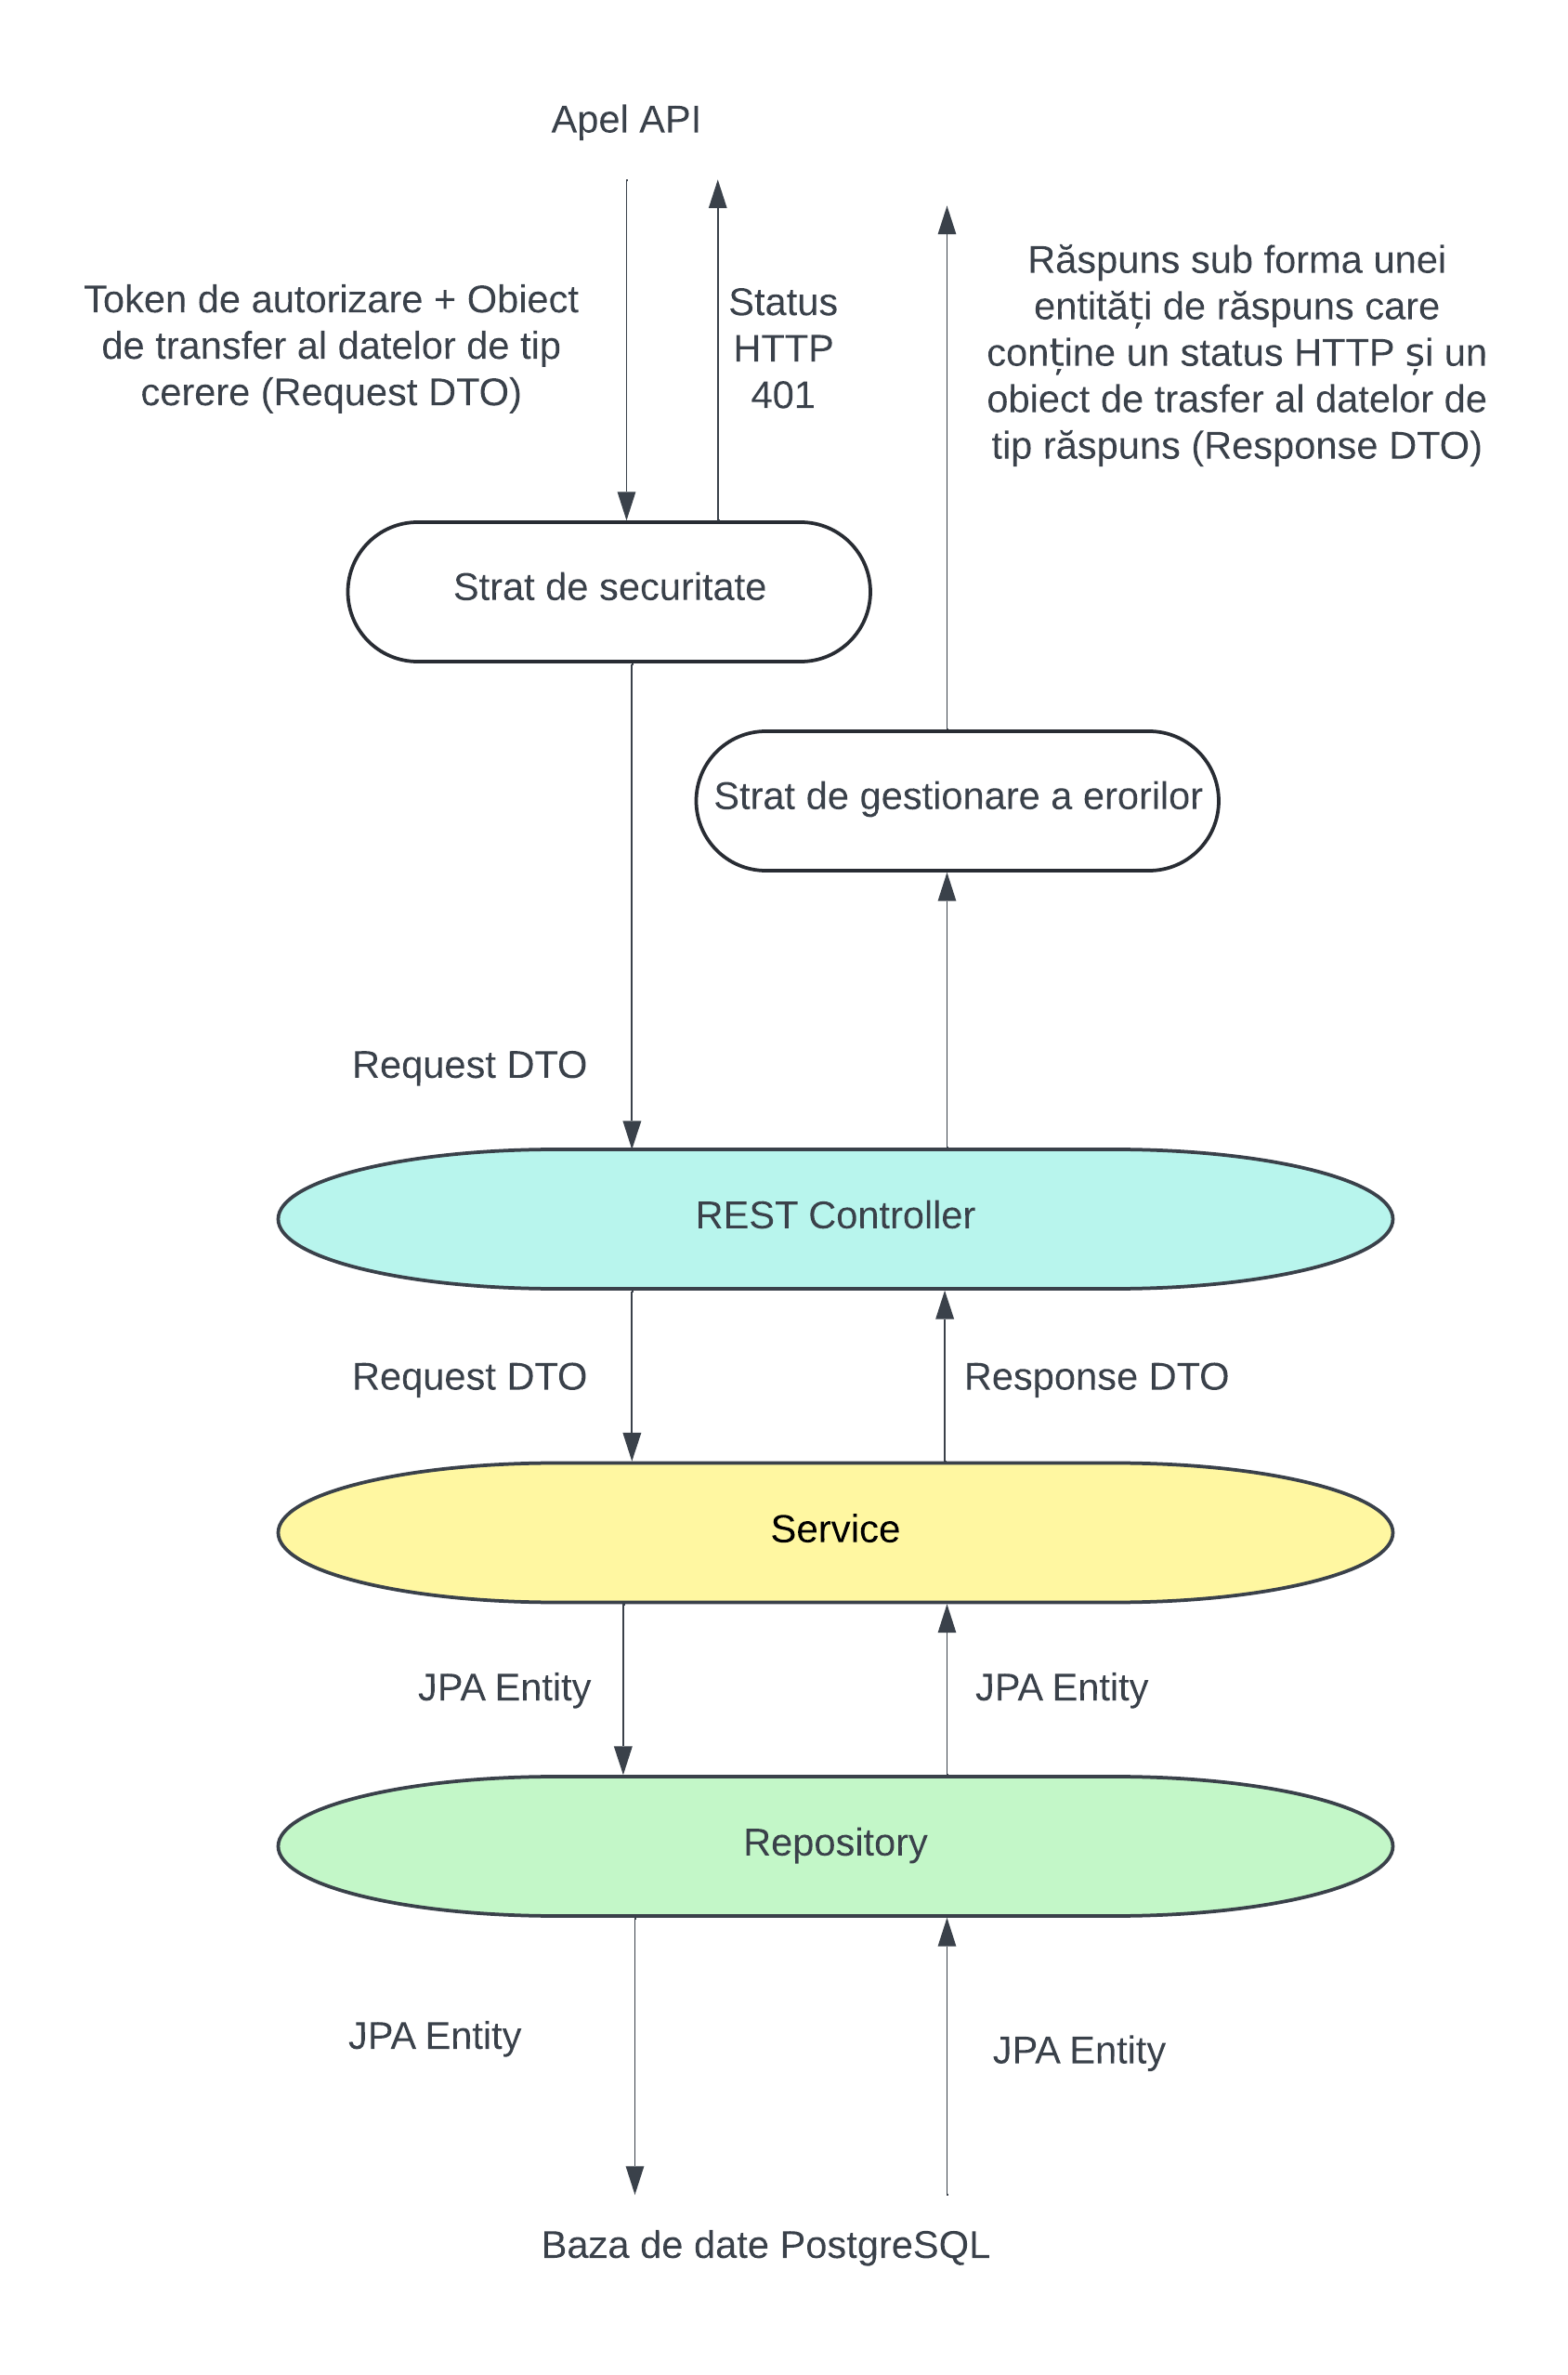 Apel API
Token de autorizare + Obiect
de transfer al datelor de tip
cerere (Request DTO)
Status
HTTP
401
Răspuns sub forma unei
entități de răspuns care
conține un status HTTP și un
obiect de trasfer al datelor de
tip răspuns (Response DTO)
Strat de securitate
Strat de gestionare a erorilor
Request DTO
REST Controller
Request DTO
Response DTO
Service
JPA Entity
JPA Entity
Repository
JPA Entity
JPA Entity
Baza de date PostgreSQL